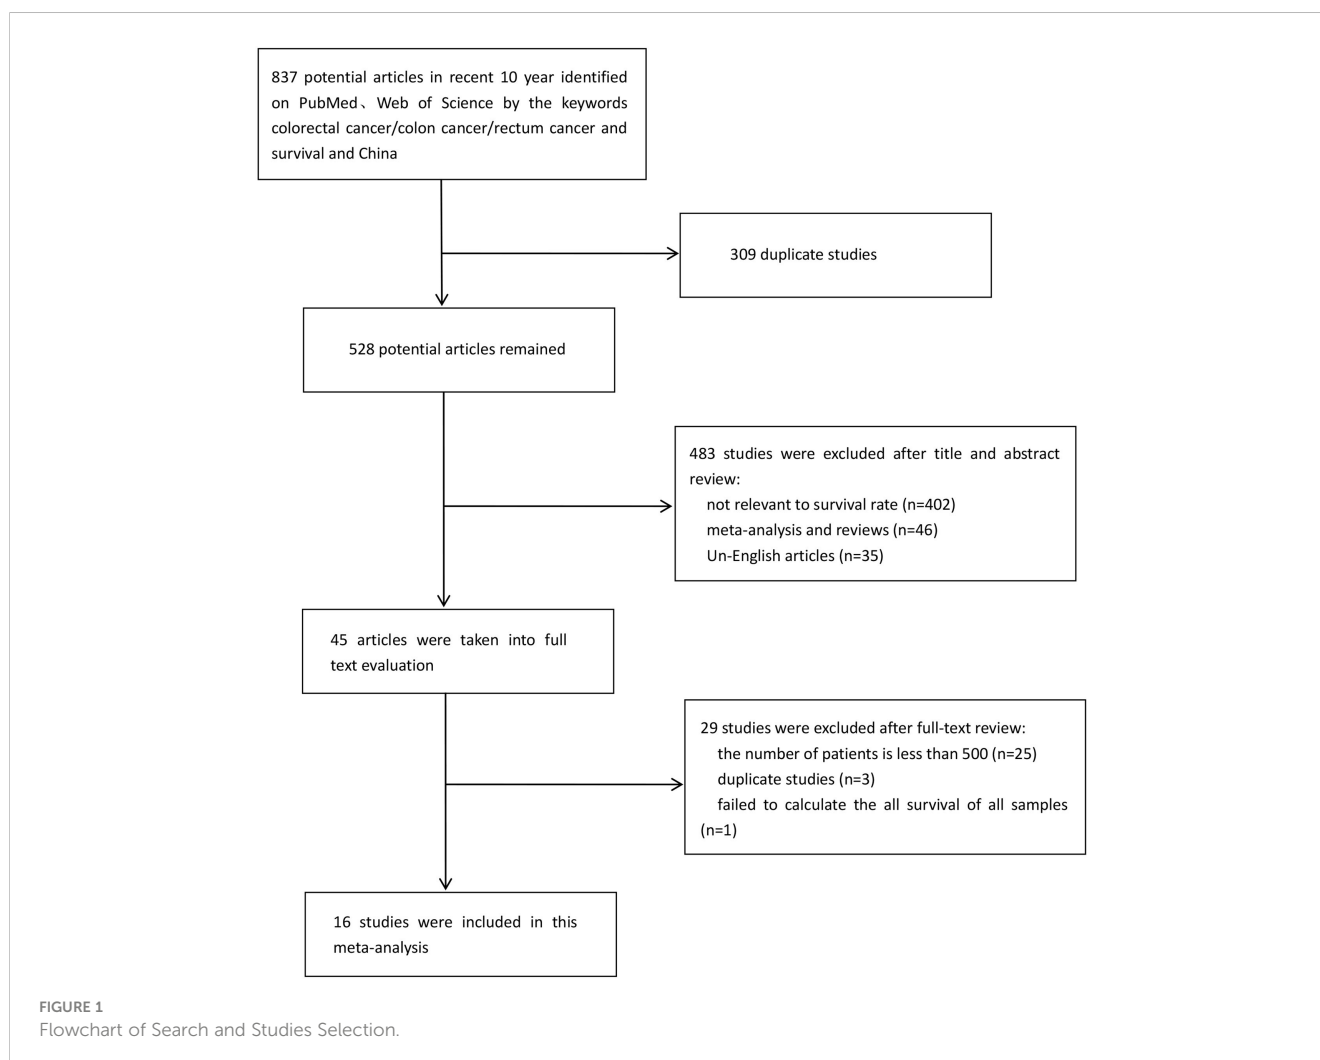 837 potential articles in recent 10 year identified
on PubMed、Web of Science by the keywords
colorectal cancer/colon cancer/rectum cancer and
survival and China
309 duplicate studies
528 potential articles remained
483 studies were excluded after title and abstract
review:
not relevant to survival rate (n=402)
meta-analysis and reviews (n=46)
Un-English articles (n=35)
45 articles were taken into full
text evaluation
29 studies were excluded after full-text review:
the number of patients is less than 500 (n=25)
duplicate studies (n=3)
failed to calculate the all survival of all samples
(n=1)
16 studies were included in this
meta-analysis
FIGURE 1
Flowchart of Search and Studies Selection.